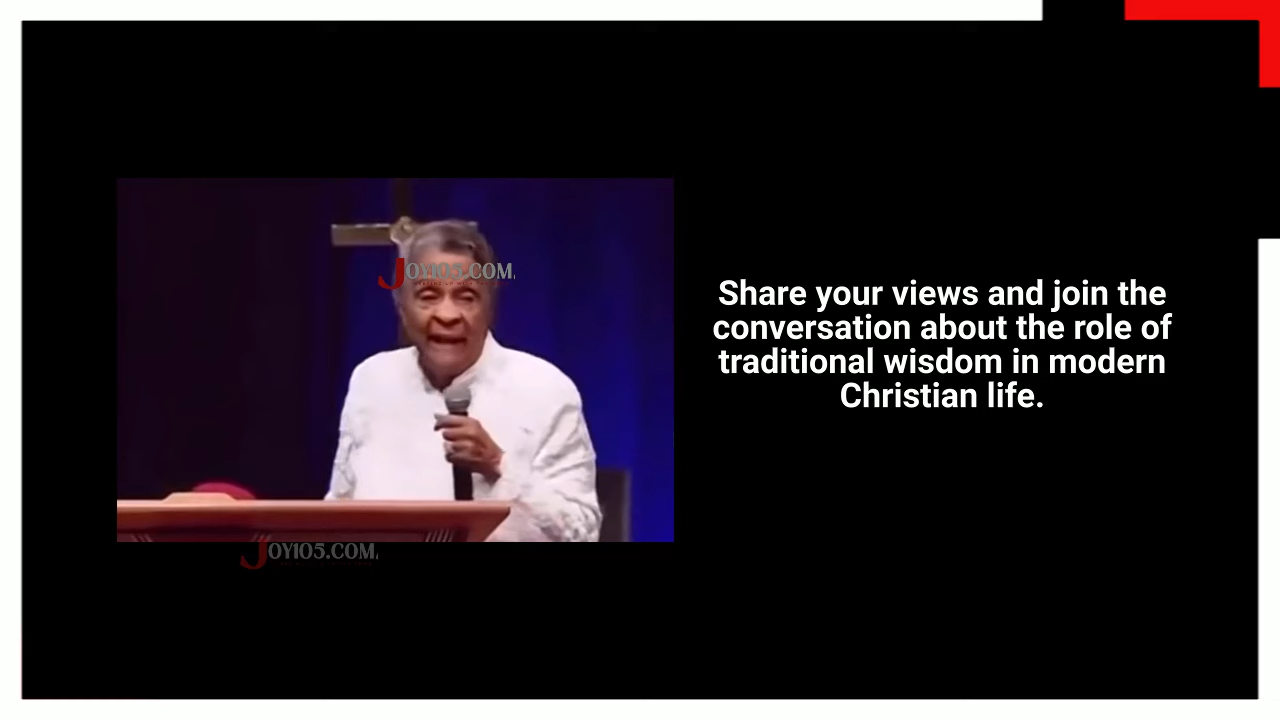 JOY105.COM
Share your views and join the
conversation about the role of
traditional wisdom in modern
Christian life.
JOY105.COM